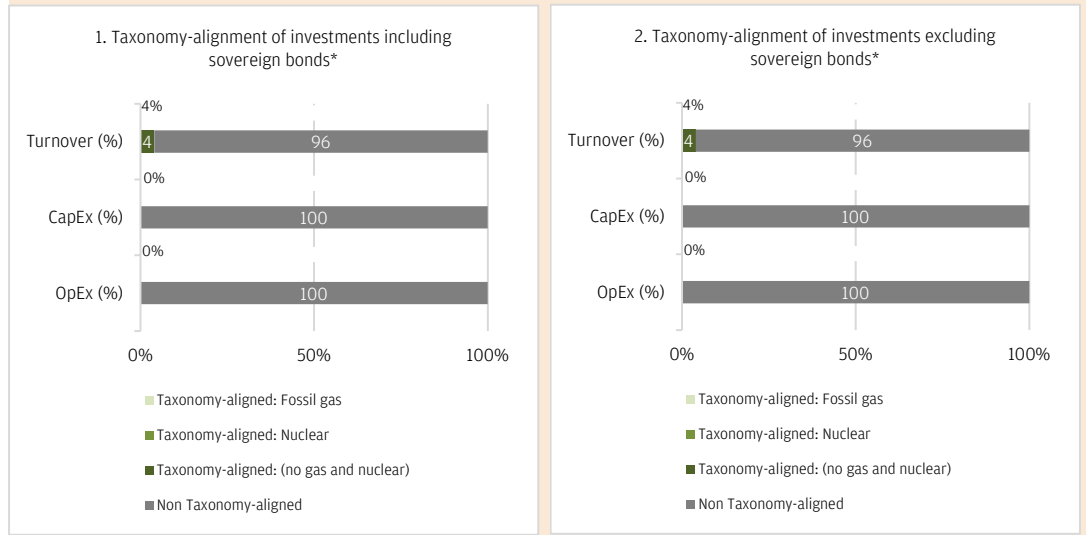 1. Taxonomy-alignment of investments including
sovereign bonds*
4%
Turnover (%)
4
96
0%
CapEx (%)
100
0%
OpEx (%)
100
0%
50%
100%
Taxonomy-aligned: Fossil gas
Taxonomy-aligned: Nuclear
Taxonomy-aligned: (no gas and nuclear)
Non Taxonomy-aligned
2. Taxonomy-alignment of investments excluding
sovereign bonds*
4%
Turnover (%)
4
96
0%
CapEx (%)
100
0%
OpEx (%)
100
0%
50%
100%
Taxonomy-aligned: Fossil gas
Taxonomy-aligned: Nuclear
Taxonomy-aligned: (no gas and nuclear)
Non Taxonomy-aligned